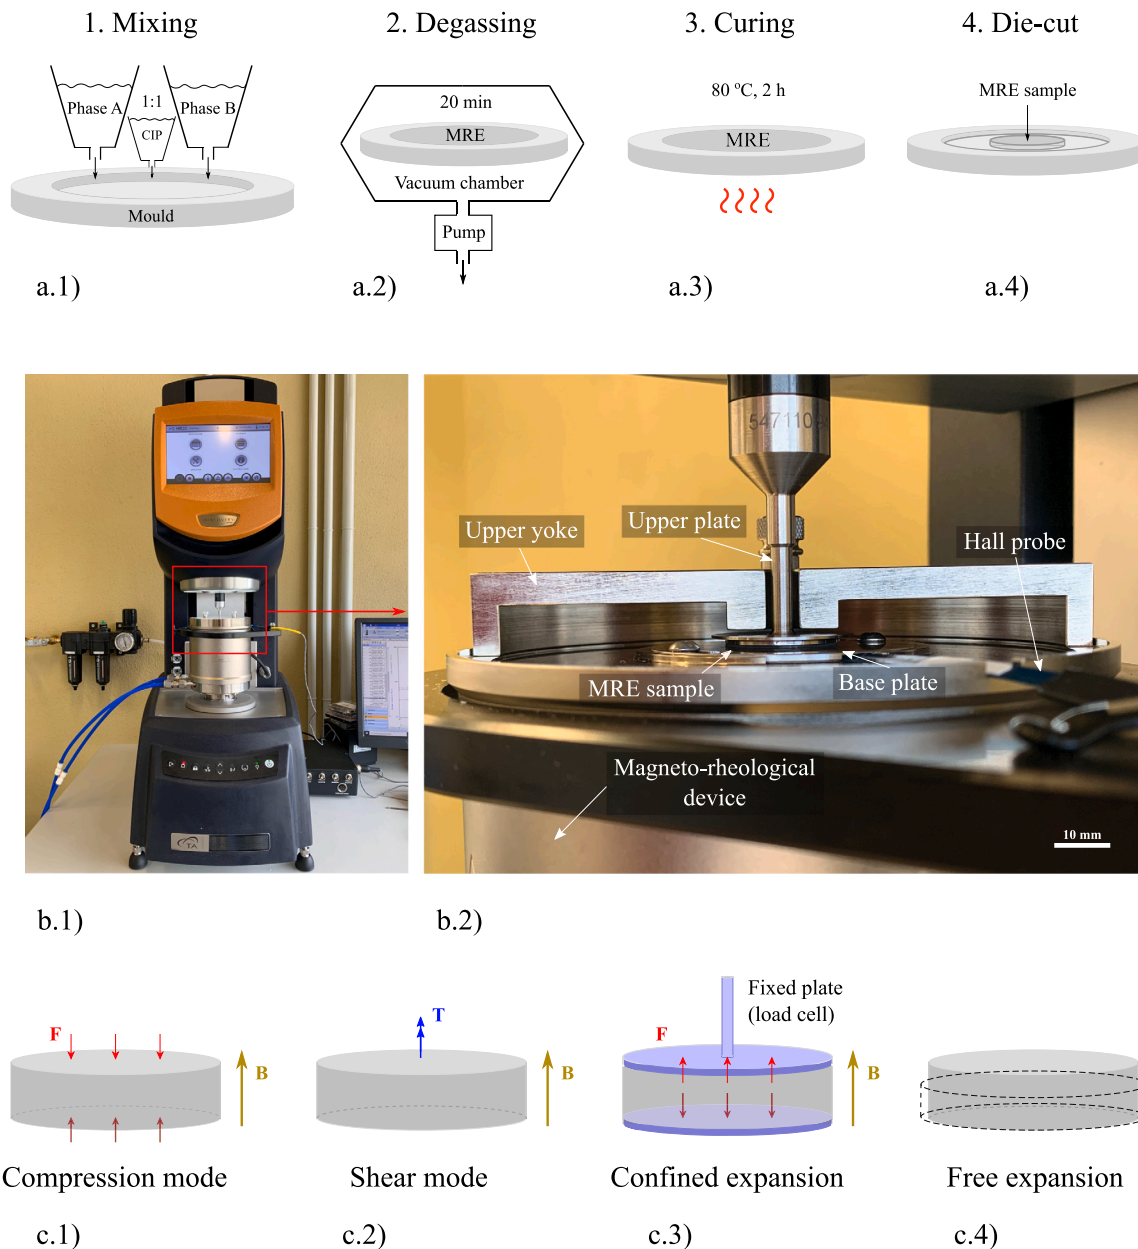 1. Mixing
2. Degassing
3. Curing
4. Die-cut
Phase A
1:1
Phase B
CIP
Mould
20 min
MRE
Vacuum chamber
Pump
80 ºC, 2 h
MRE
MRE sample
a.1)
a.2)
a.3)
a.4)
547110
Upper yoke
Upper plate
Hall probe
MRE sample
Base plate
Magneto-rheological
device
10 mm
TA
b.1)
b.2)
F
B
T
B
Fixed plate
(load cell)
F
B
Compression mode
Shear mode
Confined expansion
Free expansion
c.1)
c.2)
c.3)
c.4)